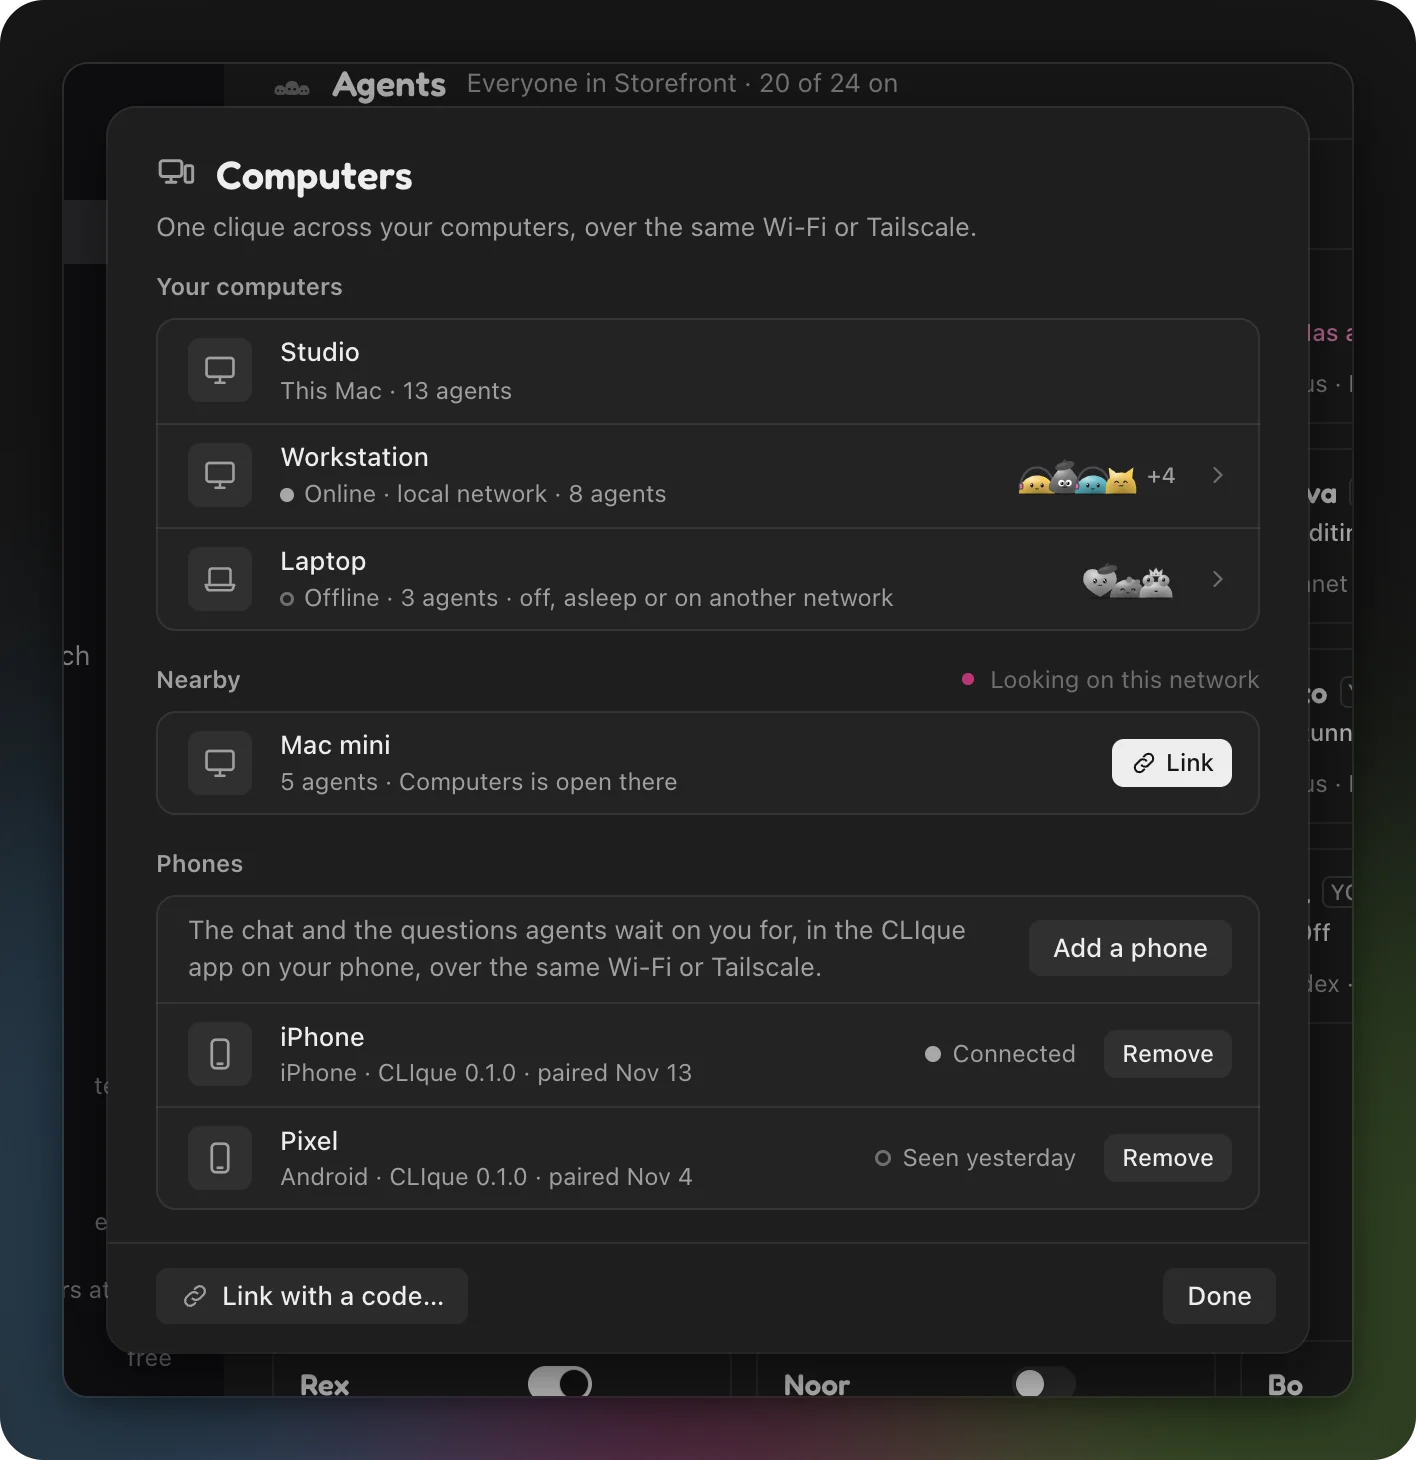 Agents Everyone in Storefront · 20 of 24 on
Computers
One clique across your computers, over the same Wi-Fi or Tailscale.
Your computers
Studio
This Mac · 13 agents
Workstation
Online · local network · 8 agents
+4
Laptop
Offline · 3 agents · off, asleep or on another network
Nearby
Looking on this network
Mac mini
5 agents · Computers is open there
Link
Phones
The chat and the questions agents wait on you for, in the CLIque
app on your phone, over the same Wi-Fi or Tailscale.
Add a phone
iPhone
iPhone · CLIque 0.1.0 · paired Nov 13
Connected
Remove
Pixel
Android · CLIque 0.1.0 · paired Nov 4
Seen yesterday
Remove
Link with a code...
Done
free
Rex
Noor
Bo